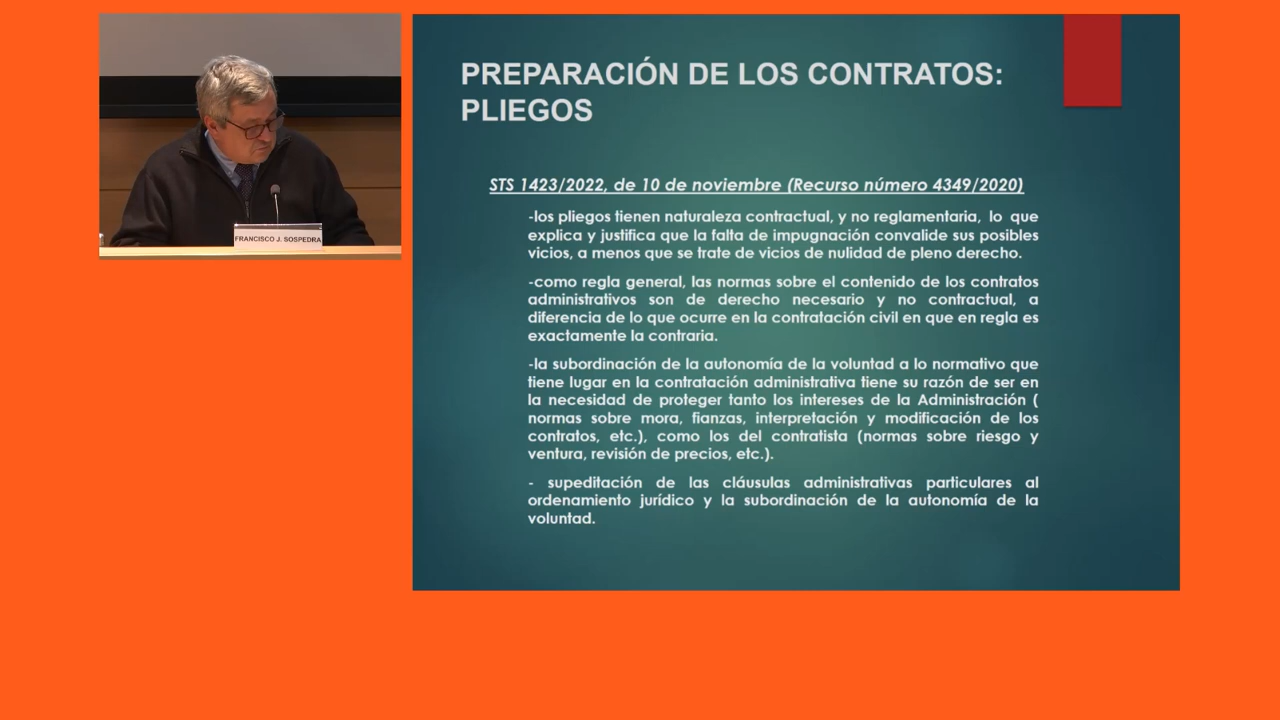 FRANCISCO J. SOSPEDRA
PREPARACIÓN DE LOS CONTRATOS:
PLIEGOS
STS 1423/2022, de 10 de noviembre (Recurso número 4349/2020)
-los pliegos tienen naturaleza contractual, y no reglamentaria, lo que
explica y justifica que la falta de impugnación convalide sus posibles
vicios, a menos que se trate de vicios de nulidad de pleno derecho.
-como regla general, las normas sobre el contenido de los contratos
administrativos son de derecho necesario y no contractual, a
diferencia de lo que ocurre en la contratación civil en que en regla es
exactamente la contraria.
-la subordinación de la autonomía de la voluntad a lo normativo que
tiene lugar en la contratación administrativa tiene su razón de ser en
la necesidad de proteger tanto los intereses de la Administración (
normas sobre mora, fianzas, interpretación y modificación de los
contratos, etc.), como los del contratista (normas sobre riesgo y
ventura, revisión de precios, etc.).
- supeditación de las cláusulas administrativas particulares al
ordenamiento jurídico y la subordinación de la autonomía de la
voluntad.